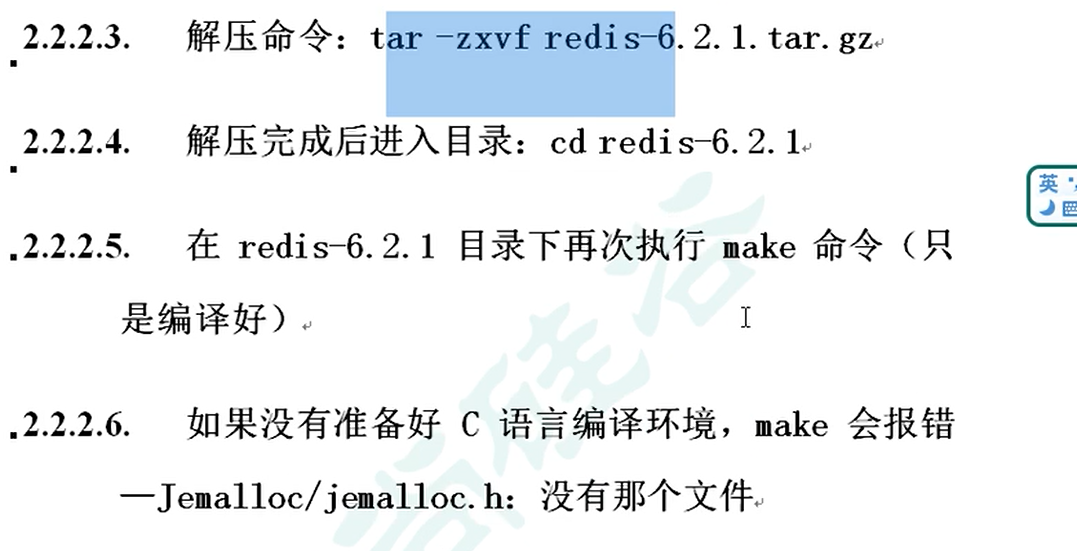 2.2.2.3. 解压命令：tar -zxvf redis-6.2.1.tar.gz
2.2.2.4. 解压完成后进入目录：cd redis-6.2.1
英
2.2.2.5. 在 redis-6.2.1 目录下再次执行 make 命令（只
是编译好）
2.2.2.6. 如果没有准备好 C 语言编译环境，make 会报错
—Jemalloc/jemalloc.h：没有那个文件
尚硅谷